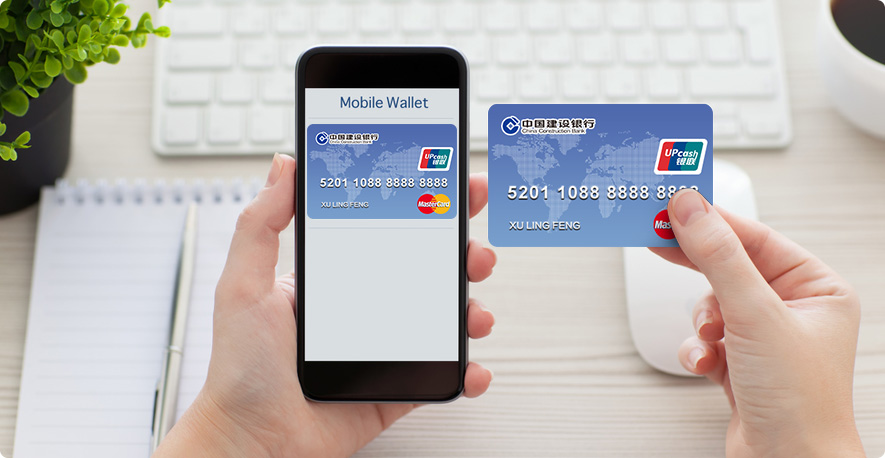 Mobile Wallet
中国建设银行
China Construction Bank
UPcash
银联
5201 1088 8888 8888
XU LING FENG
MasterCard
中国建设银行
China Construction Bank
UPcash
银联
5201 1088 8888 88
XU LING FENG
Mas